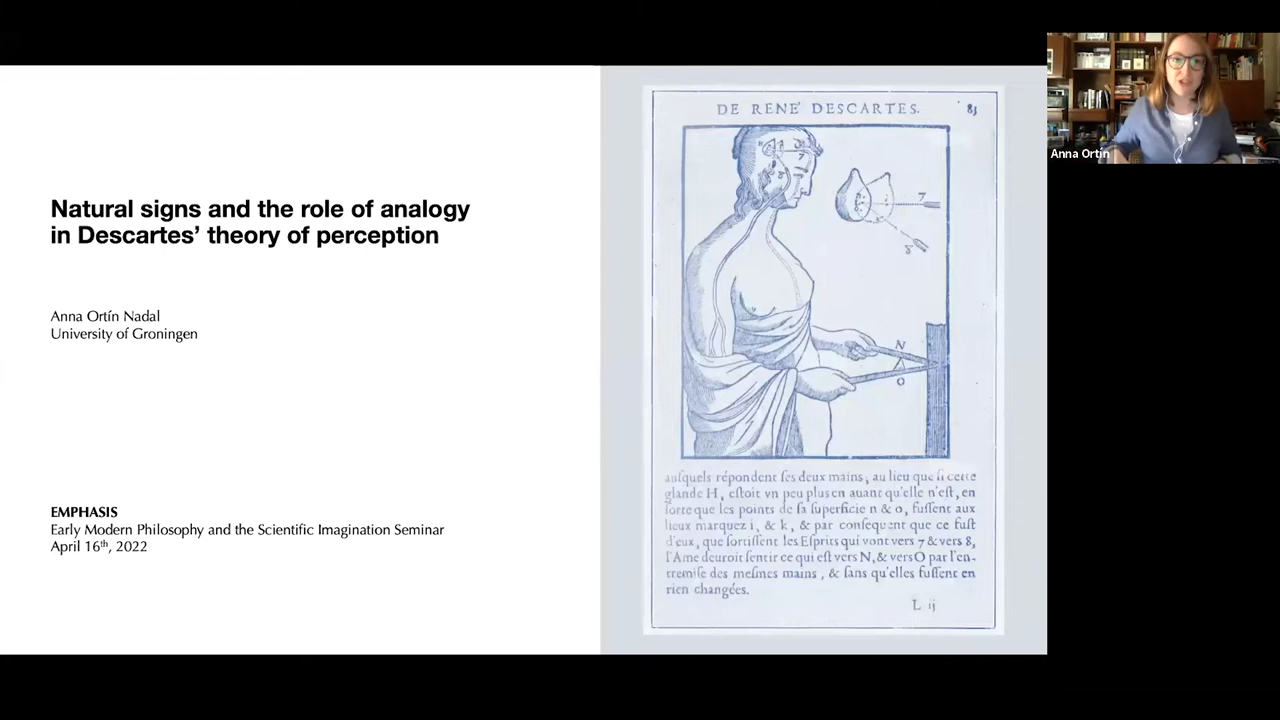 Natural signs and the role of analogy
in Descartes’ theory of perception
Anna Ortín Nadal
University of Groningen
EMPHASIS
Early Modern Philosophy and the Scientific Imagination Seminar
April 16th, 2022
DE RENE' DESCARTES. 83
7
8
N
O
ausquels répondent ſes deux mains, au lieu que ſi cette
glande H, eſtoit vn peu plus en auant qu'elle n'eſt, en
ſorte que les points de ſa ſuperficie n & o, fuſſent aux
lieux marquez i, & k, & par conſequent que ce fuſt
d'eux, que ſortiſſent les Eſprits qui vont vers 7 & vers 8,
l'Ame deuroit ſentir ce qui eſt vers N, & vers O par l'en-
tremiſe des meſmes mains, & ſans qu'elles fuſſent en
rien changées.
L ij
Anna Ortín